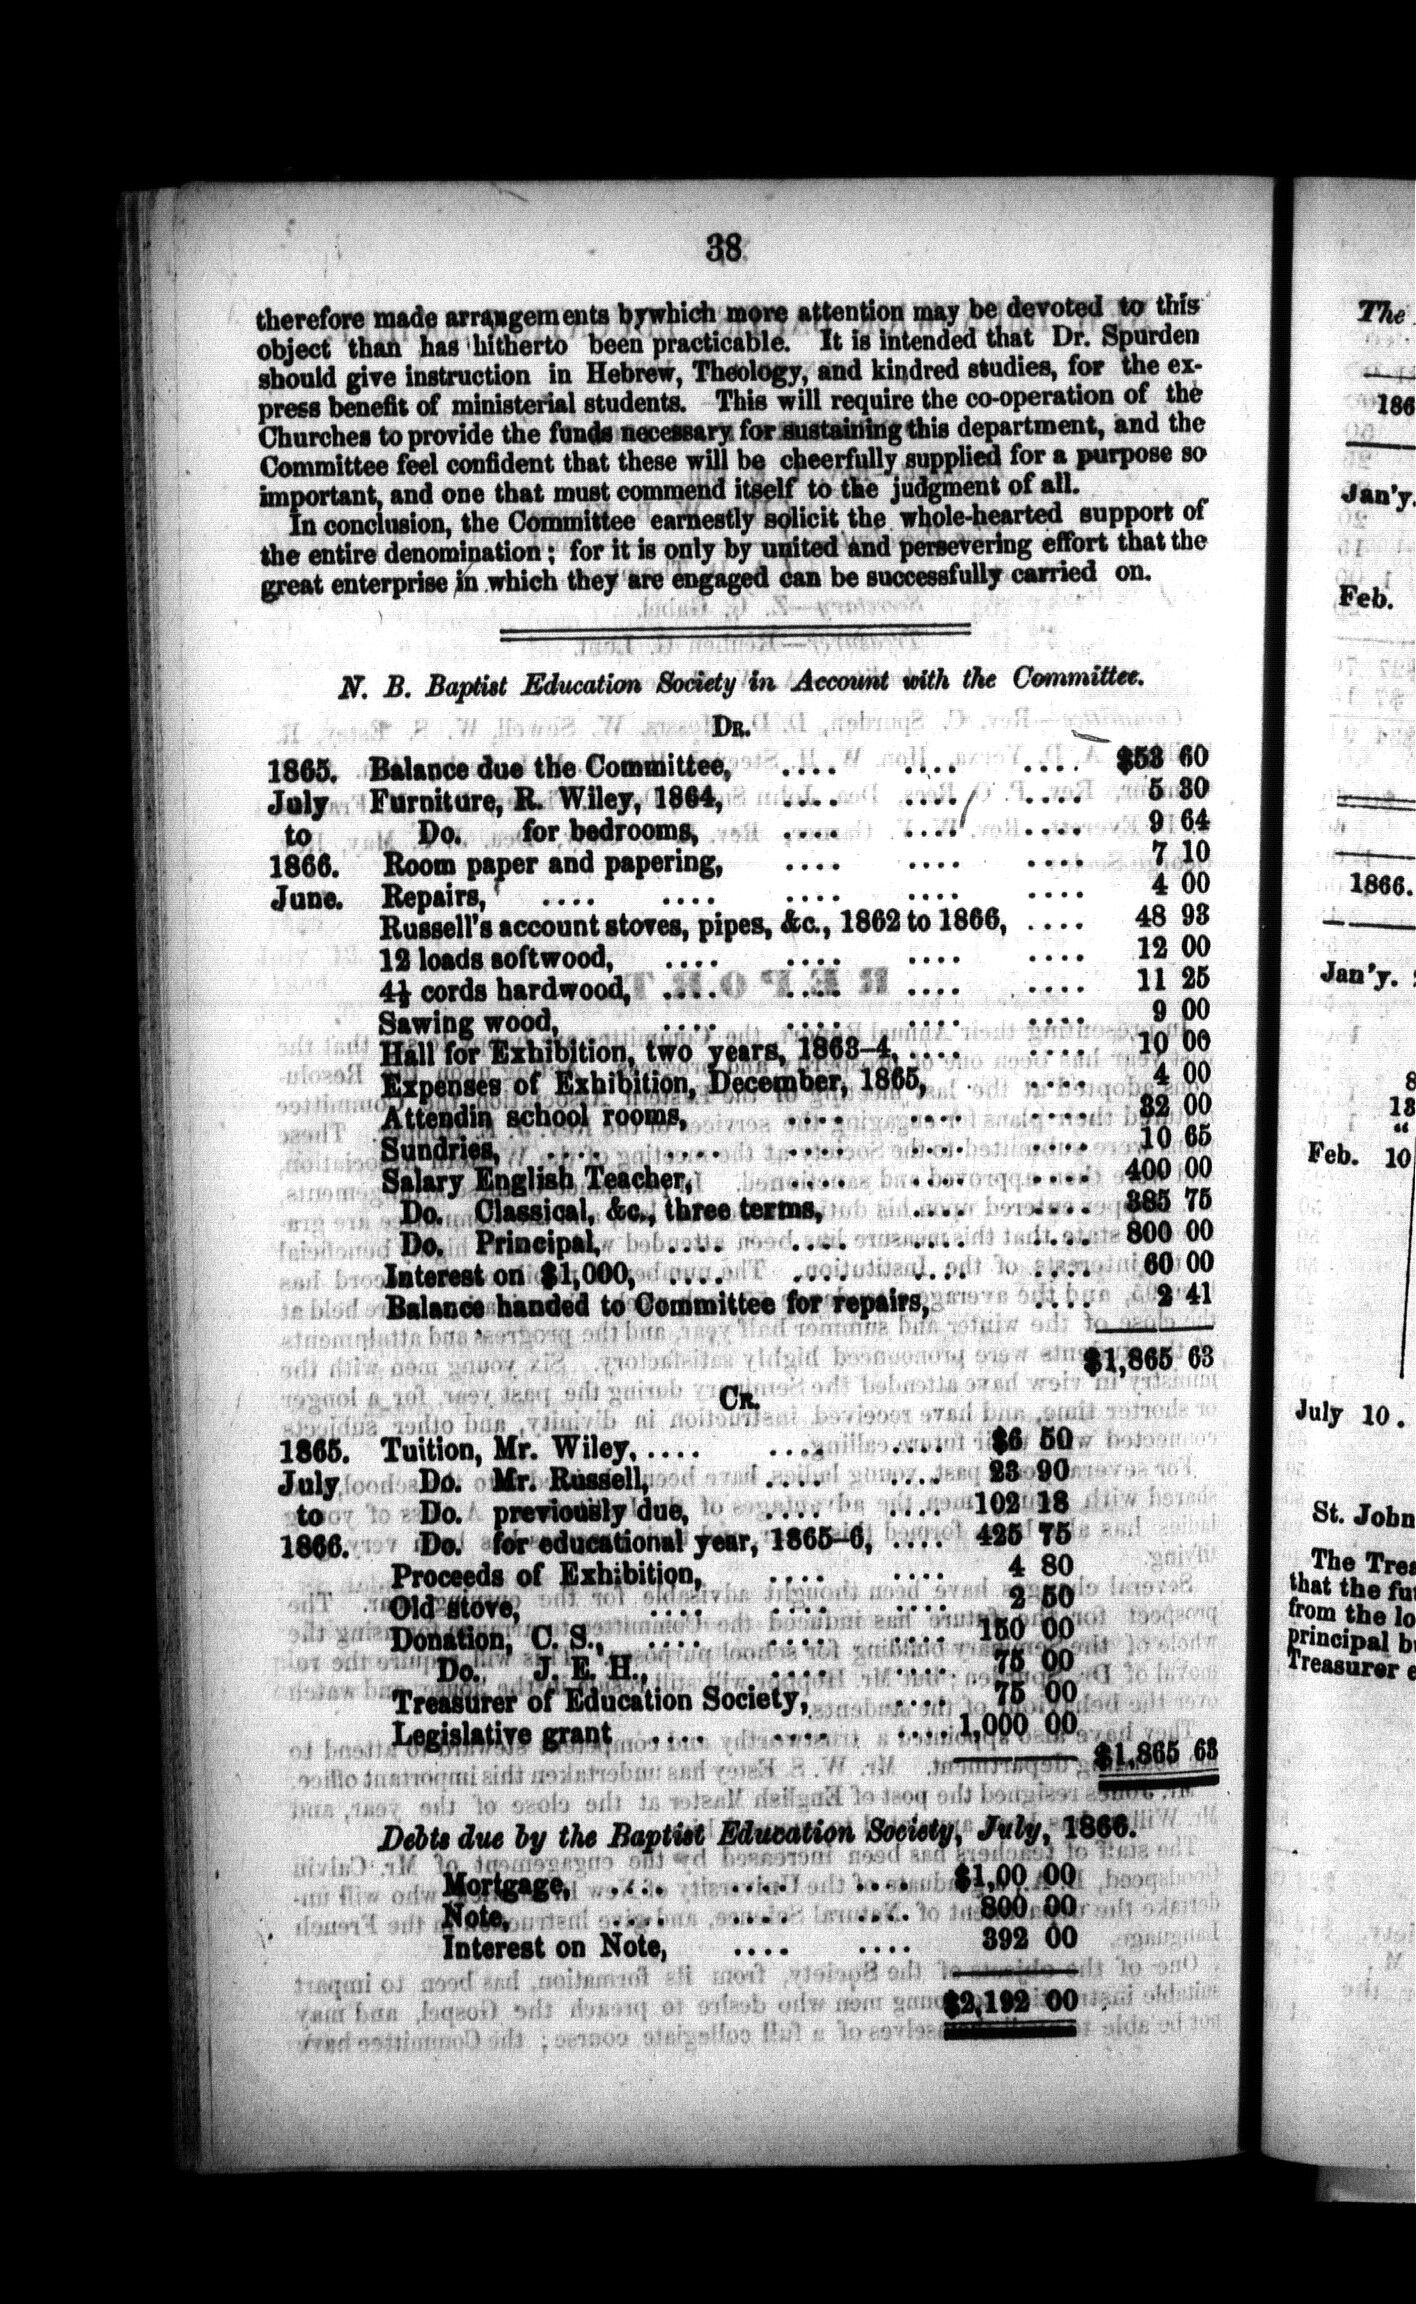 38
therefore made arrangements bywhich more attention may be devoted to this
object than has hitherto been practicable. It is intended that Dr. Spurden
should give instruction in Hebrew, Theology, and kindred studies, for the ex-
press benefit of ministerial students. This will require the co-operation of the
Churches to provide the funds necessary for sustaining this department, and the
Committee feel confident that these will be cheerfully supplied for a purpose so
important, and one that must commend itself to the judgment of all.
In conclusion, the Committee earnestly solicit the whole-hearted support of
the entire denomination; for it is only by united and persevering effort that the
great enterprise in which they are engaged can be successfully carried on.
N. B. Baptist Education Society in Account with the Committee.
DR.
1865. Balance due the Committee, .... .... .... $53 60
July Furniture, R. Wiley, 1864, .... .... .... 5 30
to Do. for bedrooms, .... .... .... 9 64
1866. Room paper and papering, .... .... .... 7 10
June. Repairs, .... .... .... .... .... 4 00
Russell's account stoves, pipes, &c., 1862 to 1866, .... 48 93
12 loads softwood, .... .... .... .... 12 00
4½ cords hardwood, .... .... .... .... 11 25
Sawing wood, .... .... .... .... 9 00
Hall for Exhibition, two years, 1863-4, .... .... 10 00
Expenses of Exhibition, December, 1865, .... 4 00
Attendin school rooms, .... .... .... 32 00
Sundries, .... .... .... .... .... 10 65
Salary English Teacher, .... .... .... 400 00
Do. Classical, &c., three terms, .... .... 385 75
Do. Principal, .... .... .... .... 800 00
Interest on $1,000, .... .... .... .... 60 00
Balance handed to Committee for repairs, .... 2 41
$1,865 63
CR.
1865. Tuition, Mr. Wiley, .... .... .... $6 50
July Do. Mr. Russell, .... .... 23 90
to Do. previously due, .... .... 102 18
1866. Do. for educational year, 1865-6, .... 425 75
Proceeds of Exhibition, .... .... 4 80
Old stove, .... .... .... 2 50
Donation, C. S., .... .... .... 150 00
Do. J. E. H., .... .... 75 00
Treasurer of Education Society, .... 75 00
Legislative grant .... .... .... 1,000 00
$1,865 63
Debts due by the Baptist Education Society, July, 1866.
Mortgage, .... .... .... $1,00 00
Note, .... .... .... 800 00
Interest on Note, .... .... 392 00
$2,192 00
The
186
Jan'y.
Feb.
1866.
Jan'y.
Feb. 10
July 10.
St. John
The Trea
that the fu
from the lo
principal b
Treasurer e